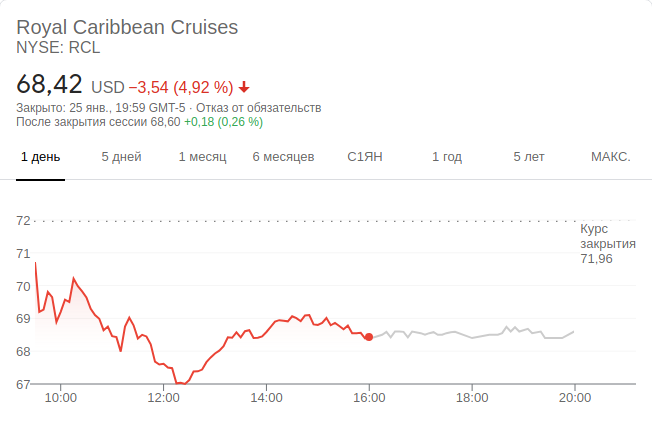 Royal Caribbean Cruises
NYSE: RCL
68,42 USD −3,54 (4,92 %)
Закрыто: 25 янв., 19:59 GMT-5 · Отказ от обязательств
После закрытия сессии 68,60 +0,18 (0,26 %)
1 день 5 дней 1 месяц 6 месяцев С1ЯН 1 год 5 лет МАКС.
72
Курс
закрытия
71,96
71
70
69
68
67
10:00 12:00 14:00 16:00 18:00 20:00